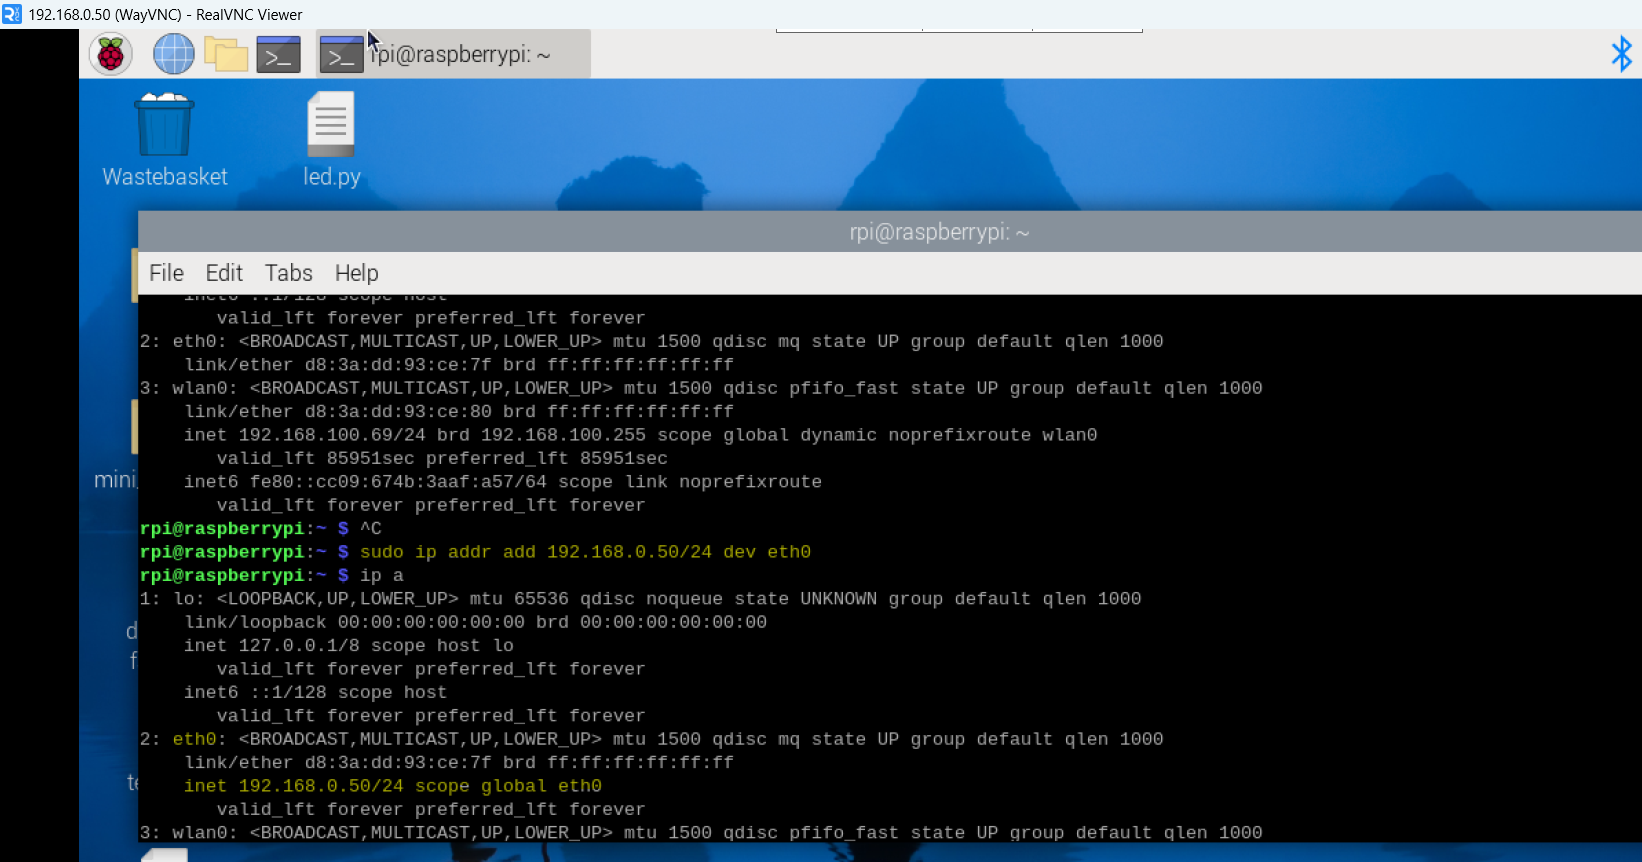 192.168.0.50 (WayVNC) - RealVNC Viewer
rpi@raspberrypi: ~
Wastebasket
led.py
rpi@raspberrypi: ~
File Edit Tabs Help
inet6 ::1/128 scope host
valid_lft forever preferred_lft forever
2: eth0: <BROADCAST,MULTICAST,UP,LOWER_UP> mtu 1500 qdisc mq state UP group default qlen 1000
link/ether d8:3a:dd:93:ce:7f brd ff:ff:ff:ff:ff:ff
3: wlan0: <BROADCAST,MULTICAST,UP,LOWER_UP> mtu 1500 qdisc pfifo_fast state UP group default qlen 1000
link/ether d8:3a:dd:93:ce:80 brd ff:ff:ff:ff:ff:ff
inet 192.168.100.69/24 brd 192.168.100.255 scope global dynamic noprefixroute wlan0
valid_lft 85951sec preferred_lft 85951sec
mini_
inet6 fe80::cc09:674b:3aaf:a57/64 scope link noprefixroute
valid_lft forever preferred_lft forever
rpi@raspberrypi:~ $ ^C
rpi@raspberrypi:~ $ sudo ip addr add 192.168.0.50/24 dev eth0
rpi@raspberrypi:~ $ ip a
1: lo: <LOOPBACK,UP,LOWER_UP> mtu 65536 qdisc noqueue state UNKNOWN group default qlen 1000
link/loopback 00:00:00:00:00:00 brd 00:00:00:00:00:00
d
inet 127.0.0.1/8 scope host lo
f
valid_lft forever preferred_lft forever
inet6 ::1/128 scope host
valid_lft forever preferred_lft forever
2: eth0: <BROADCAST,MULTICAST,UP,LOWER_UP> mtu 1500 qdisc mq state UP group default qlen 1000
link/ether d8:3a:dd:93:ce:7f brd ff:ff:ff:ff:ff:ff
te
inet 192.168.0.50/24 scope global eth0
valid_lft forever preferred_lft forever
3: wlan0: <BROADCAST,MULTICAST,UP,LOWER_UP> mtu 1500 qdisc pfifo_fast state UP group default qlen 1000